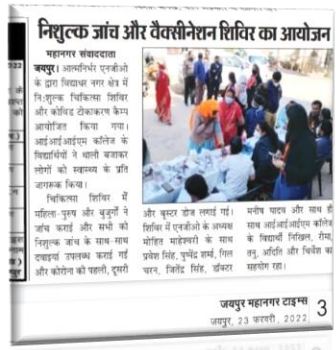 निशुल्क जांच और वैक्सीनेशन शिविर का आयोजन
महानगर संवाददाता
जयपुर। आत्मनिर्भर एनजीओ
के द्वारा विद्याधर नगर क्षेत्र में
नि:शुल्क चिकित्सा शिविर
और कोविड टीकाकरण कैम्प
आयोजित किया गया।
आईआईआईएम कॉलेज के
विद्यार्थियों ने थाली बजाकर
लोगों को स्वास्थ्य के प्रति
जागरूक किया।
चिकित्सा शिविर में
महिला-पुरुष और बुजुर्गों ने
जांच कराई और सभी को
निशुल्क जांच के साथ-साथ
दवाइयां उपलब्ध कराई गई
और कोरोना की पहली, दूसरी
और बूस्टर डोज लगाई गई।
शिविर में एनजीओ के अध्यक्ष
मोहित माहेश्वरी के साथ
प्रवेश सिंह, पुष्पेंद्र शर्मा, गिल
चरन, जितेंद्र सिंह, डॉक्टर
मनीष यादव और साथ ही
साथ आईआईआईएम कॉलेज
के विद्यार्थी निखिल, रीमा,
तनु, अदिति और चिर्वेश का
सहयोग रहा।
जयपुर महानगर टाइम्स
जयपुर, 23 फरवरी, 2022
3